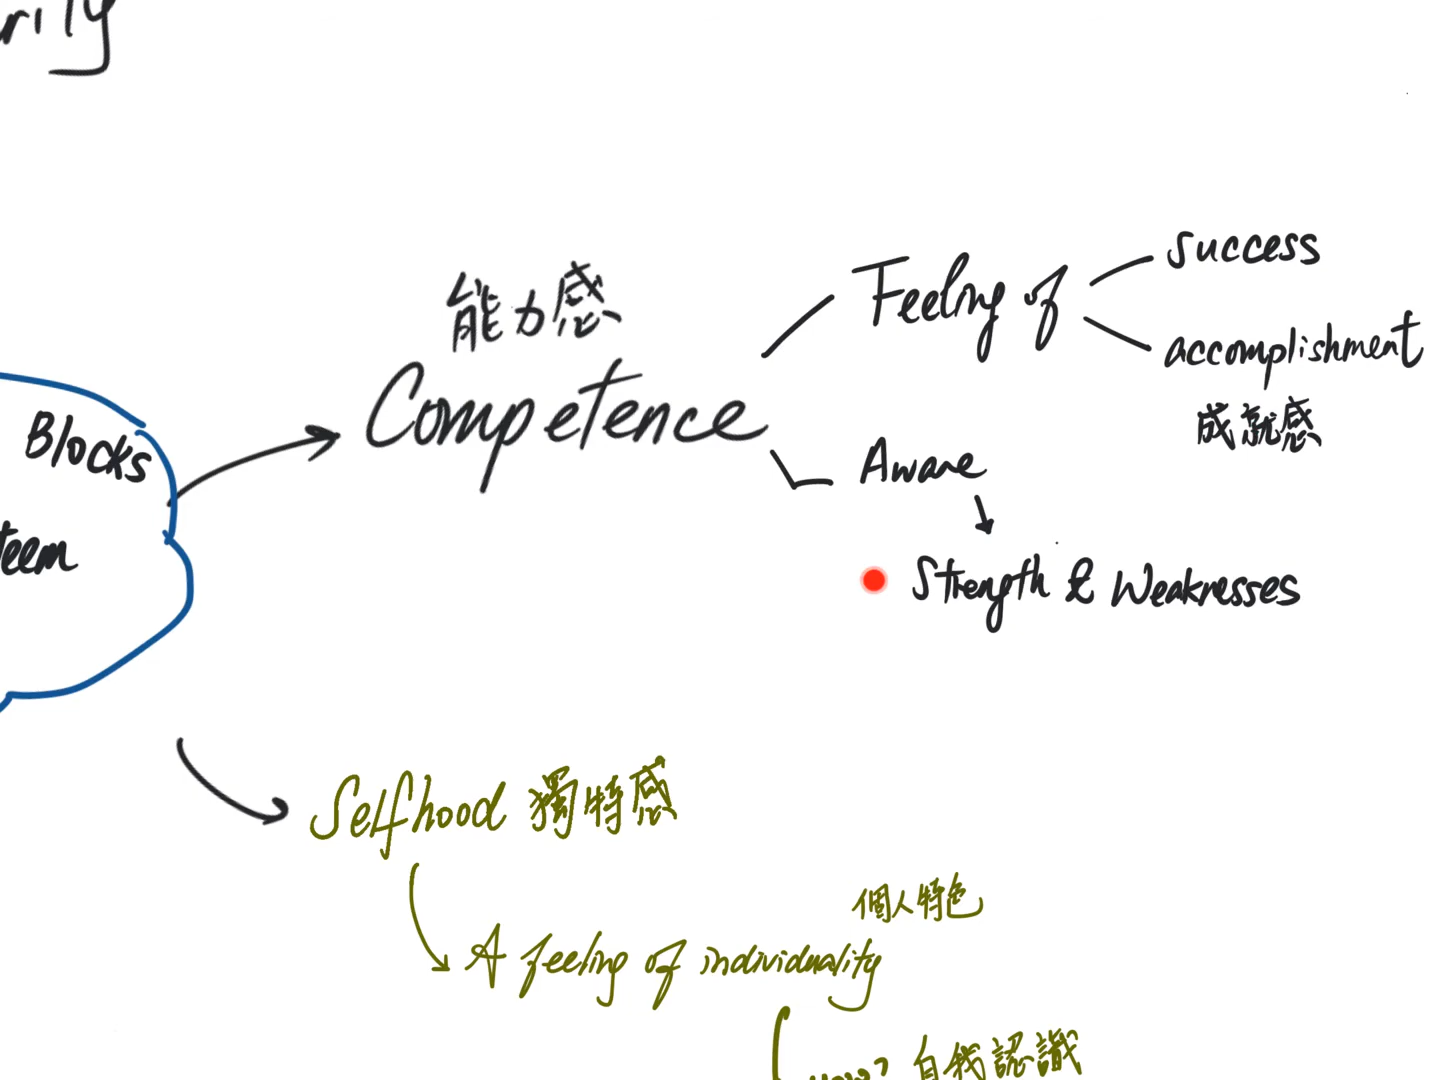 能力感
Competence
Feeling of
success
accomplishment
成就感
Aware
Strength & Weaknesses
Blocks
Selfhood 獨特感
個人特色
A feeling of individuality
自我認識